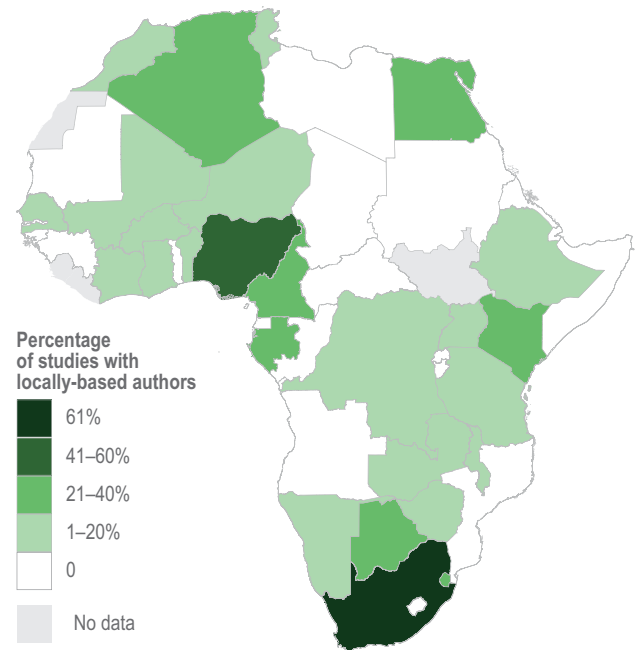 Percentage
of studies with
locally-based authors
61%
41–60%
21–40%
1–20%
0
No data